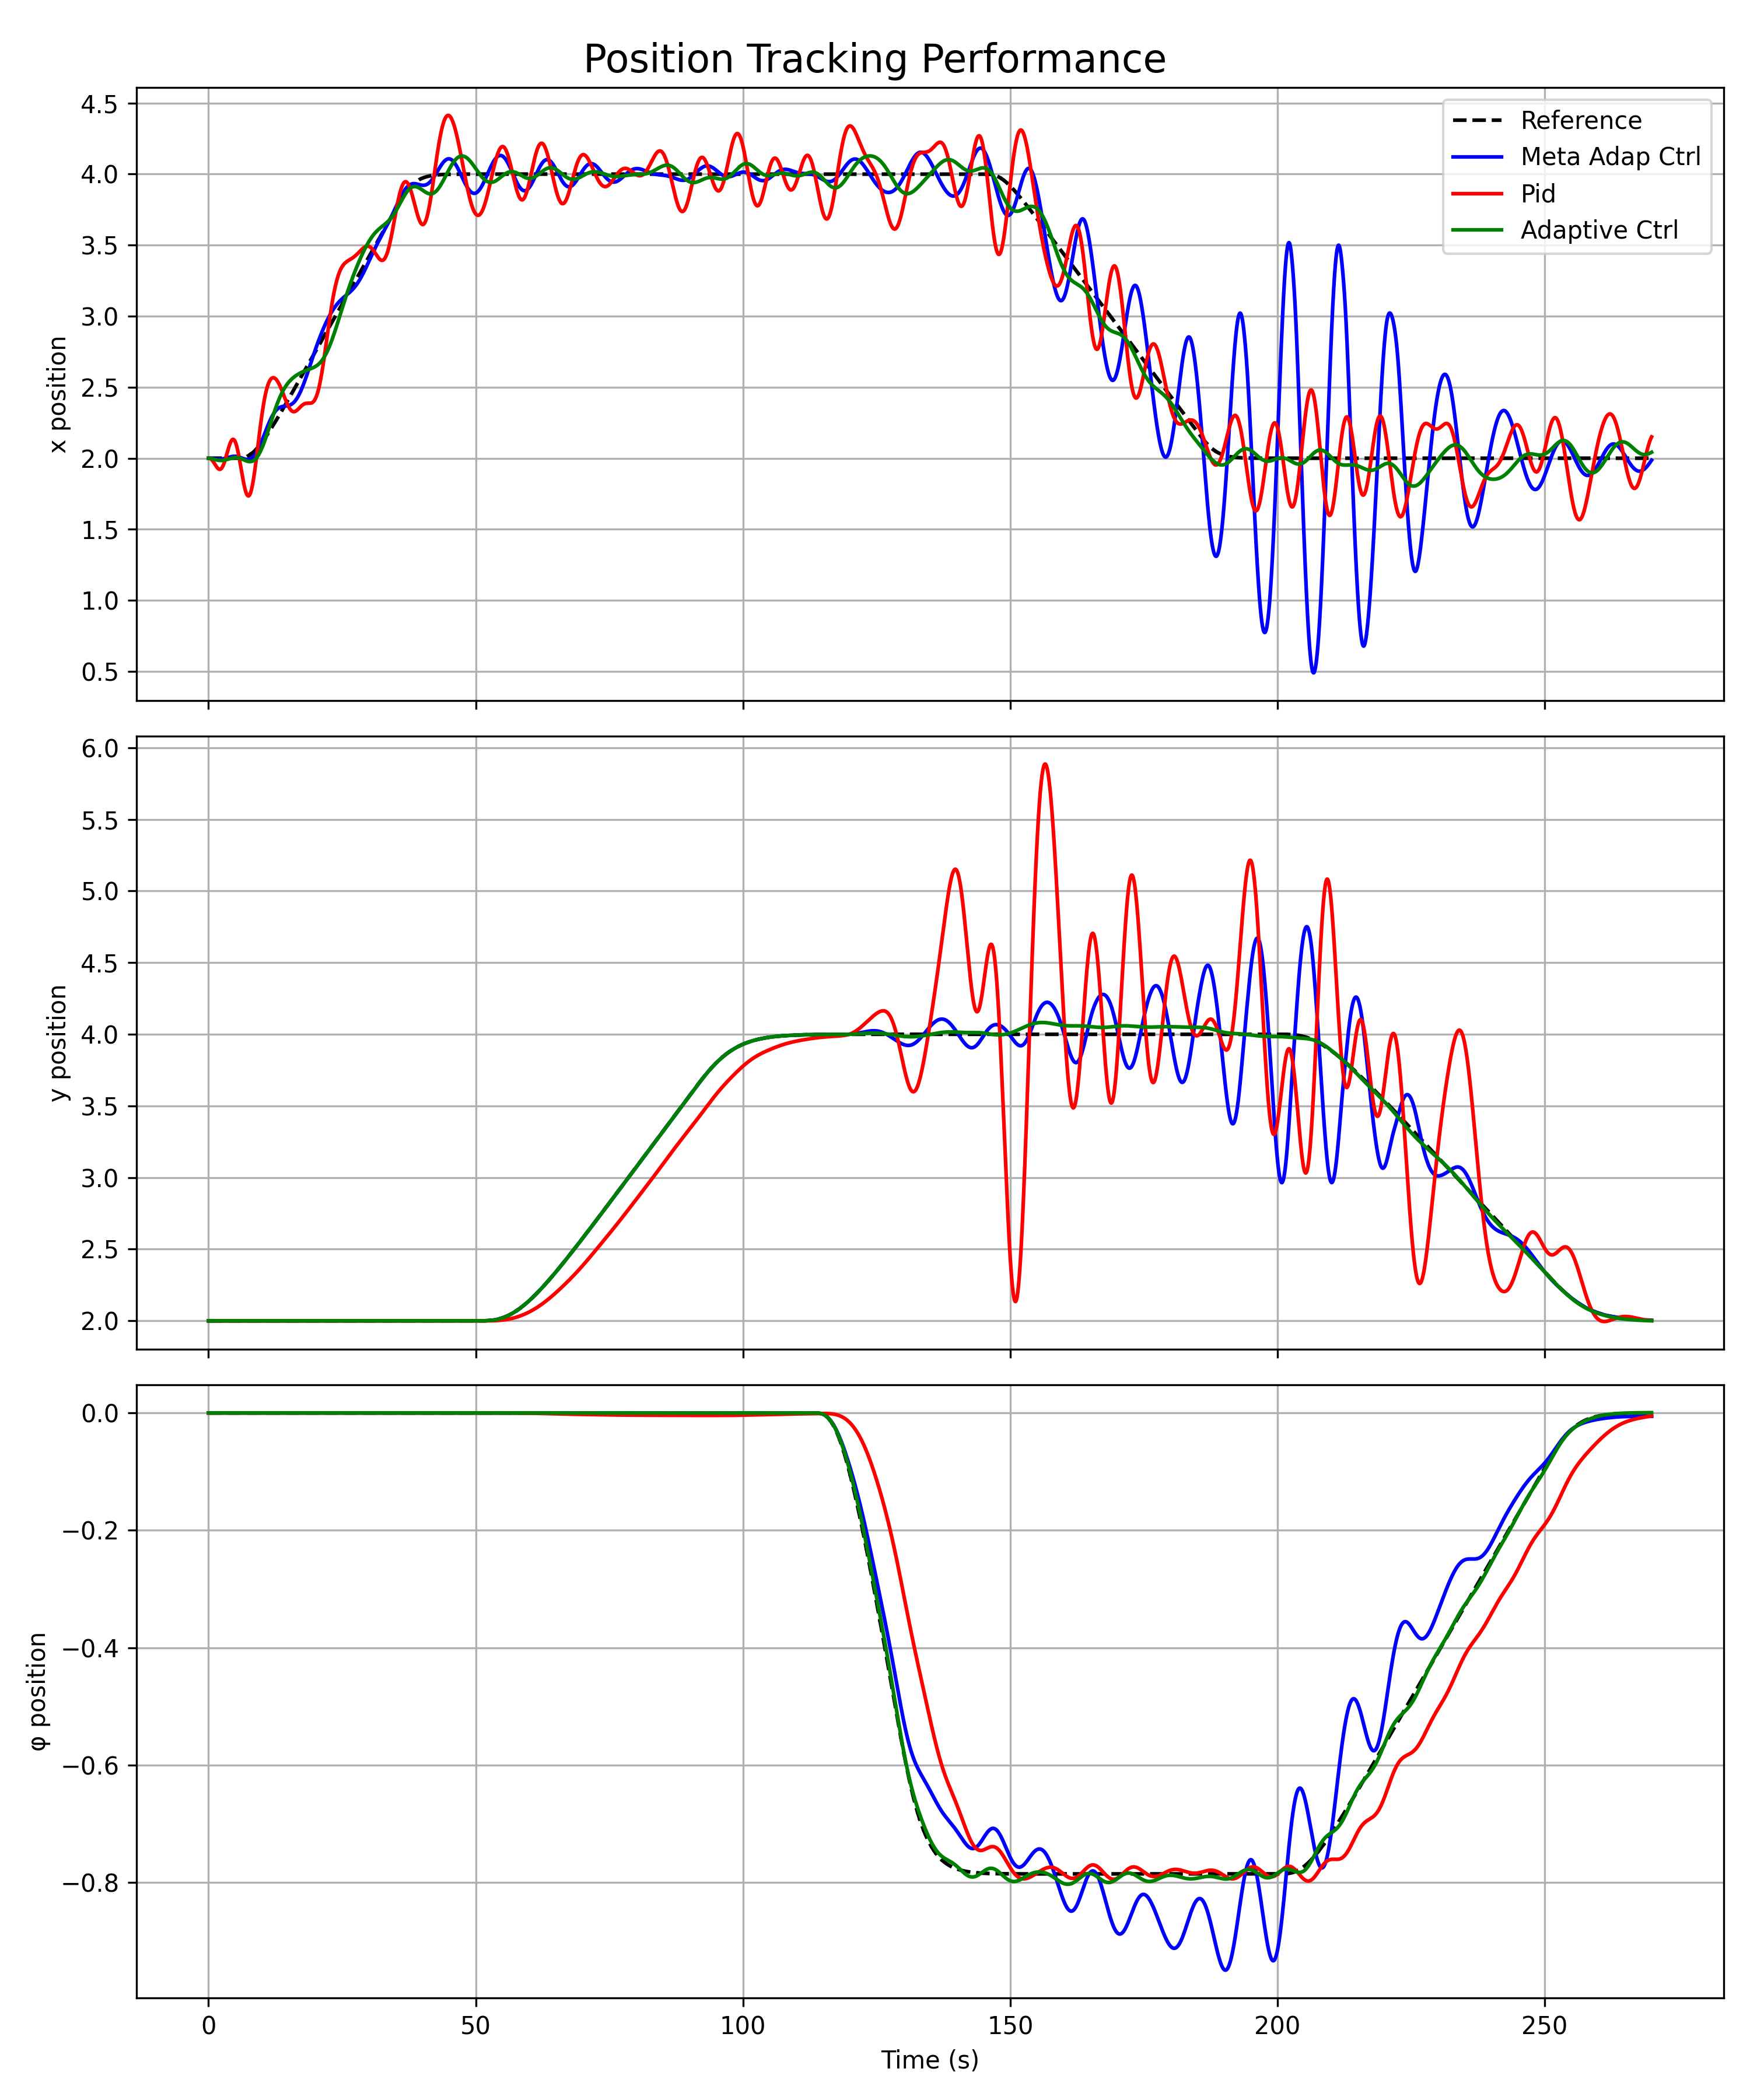 Position Tracking Performance
4.5
4.0
3.5
3.0
2.5
2.0
1.5
1.0
0.5
x position
Reference
Meta Adap Ctrl
Pid
Adaptive Ctrl
6.0
5.5
5.0
4.5
4.0
3.5
3.0
2.5
2.0
y position
0.0
−0.2
−0.4
−0.6
−0.8
φ position
0 50 100 150 200 250
Time (s)